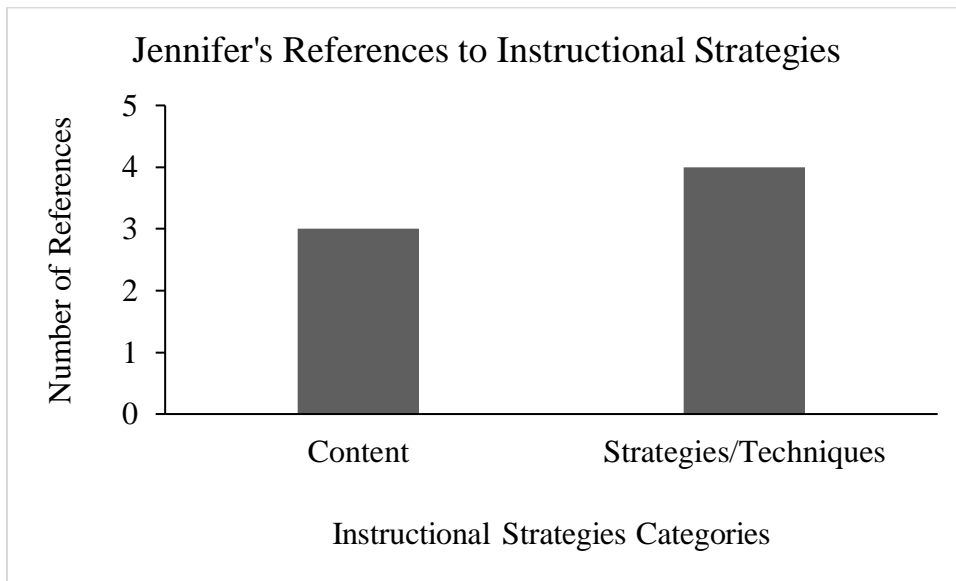 Jennifer's References to Instructional Strategies
Number of References
5
4
3
2
1
0
Content
Strategies/Techniques
Instructional Strategies Categories